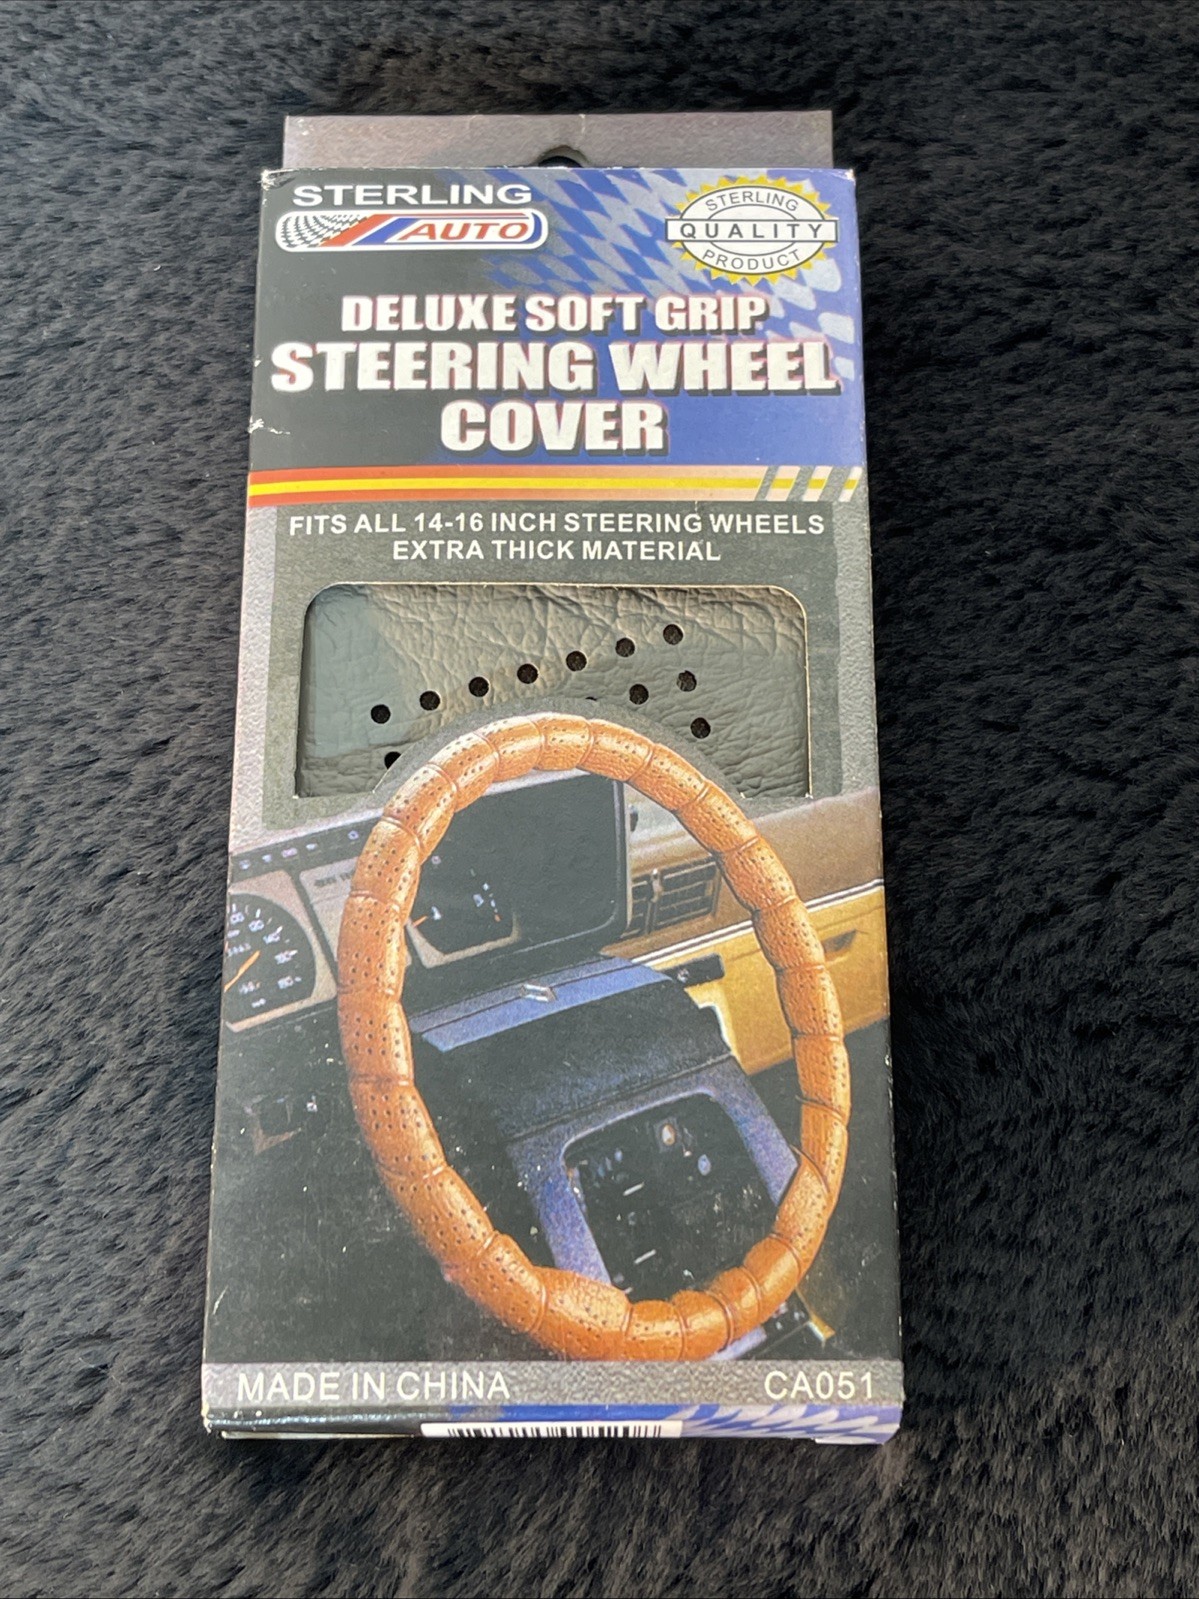 STERLING
AUTO
STERLING
QUALITY
PRODUCT
DELUXE SOFT GRIP
STEERING WHEEL
COVER
FITS ALL 14-16 INCH STEERING WHEELS
EXTRA THICK MATERIAL
MADE IN CHINA
CA051